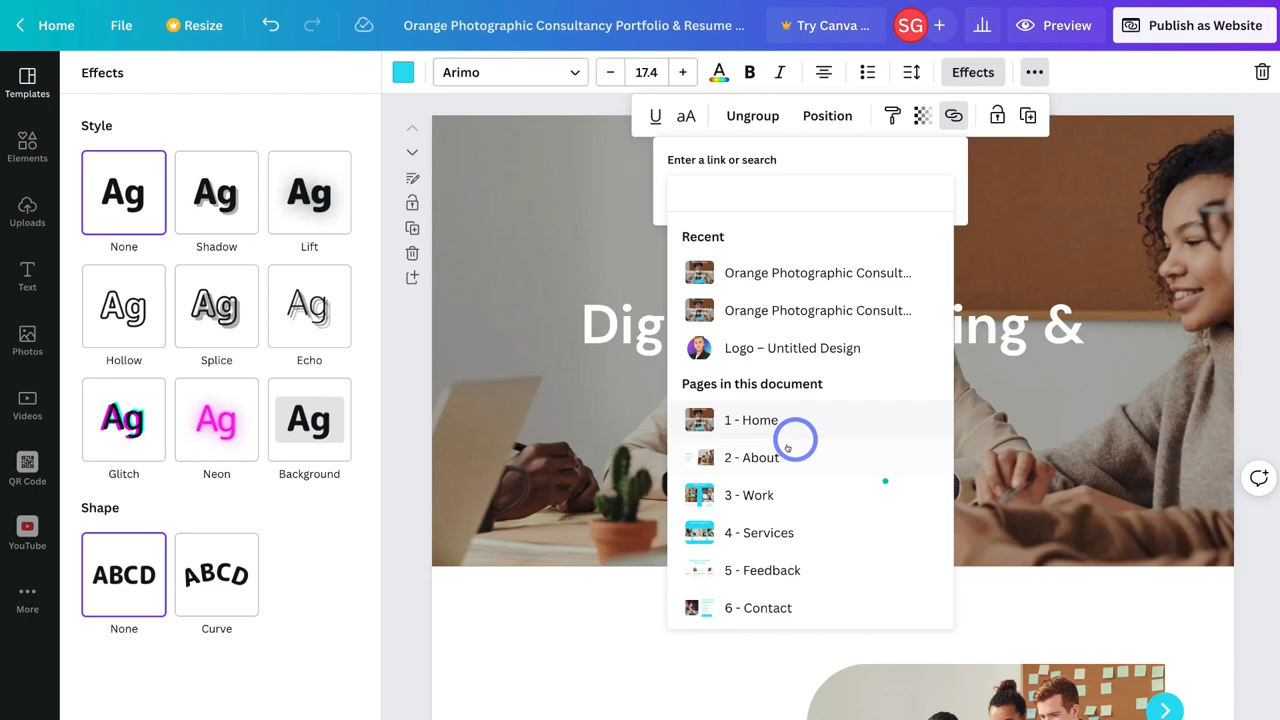 Home
File
Resize
Orange Photographic Consultancy Portfolio & Resume ...
Try Canva ...
SG
+
Preview
Publish as Website
Templates
Elements
Uploads
Text
Photos
Videos
QR Code
YouTube
More
Effects
Style
Ag
None
Ag
Shadow
Ag
Lift
Ag
Hollow
Ag
Splice
Ag
Echo
Ag
Glitch
Ag
Neon
Ag
Background
Shape
ABCD
None
ABCD
Curve
Arimo
– 17.4 +
A
B
I
Effects
U
aA
Ungroup
Position
Enter a link or search
Recent
Orange Photographic Consult...
Orange Photographic Consult...
Logo – Untitled Design
Pages in this document
1 - Home
2 - About
3 - Work
4 - Services
5 - Feedback
6 - Contact
Dig ing &